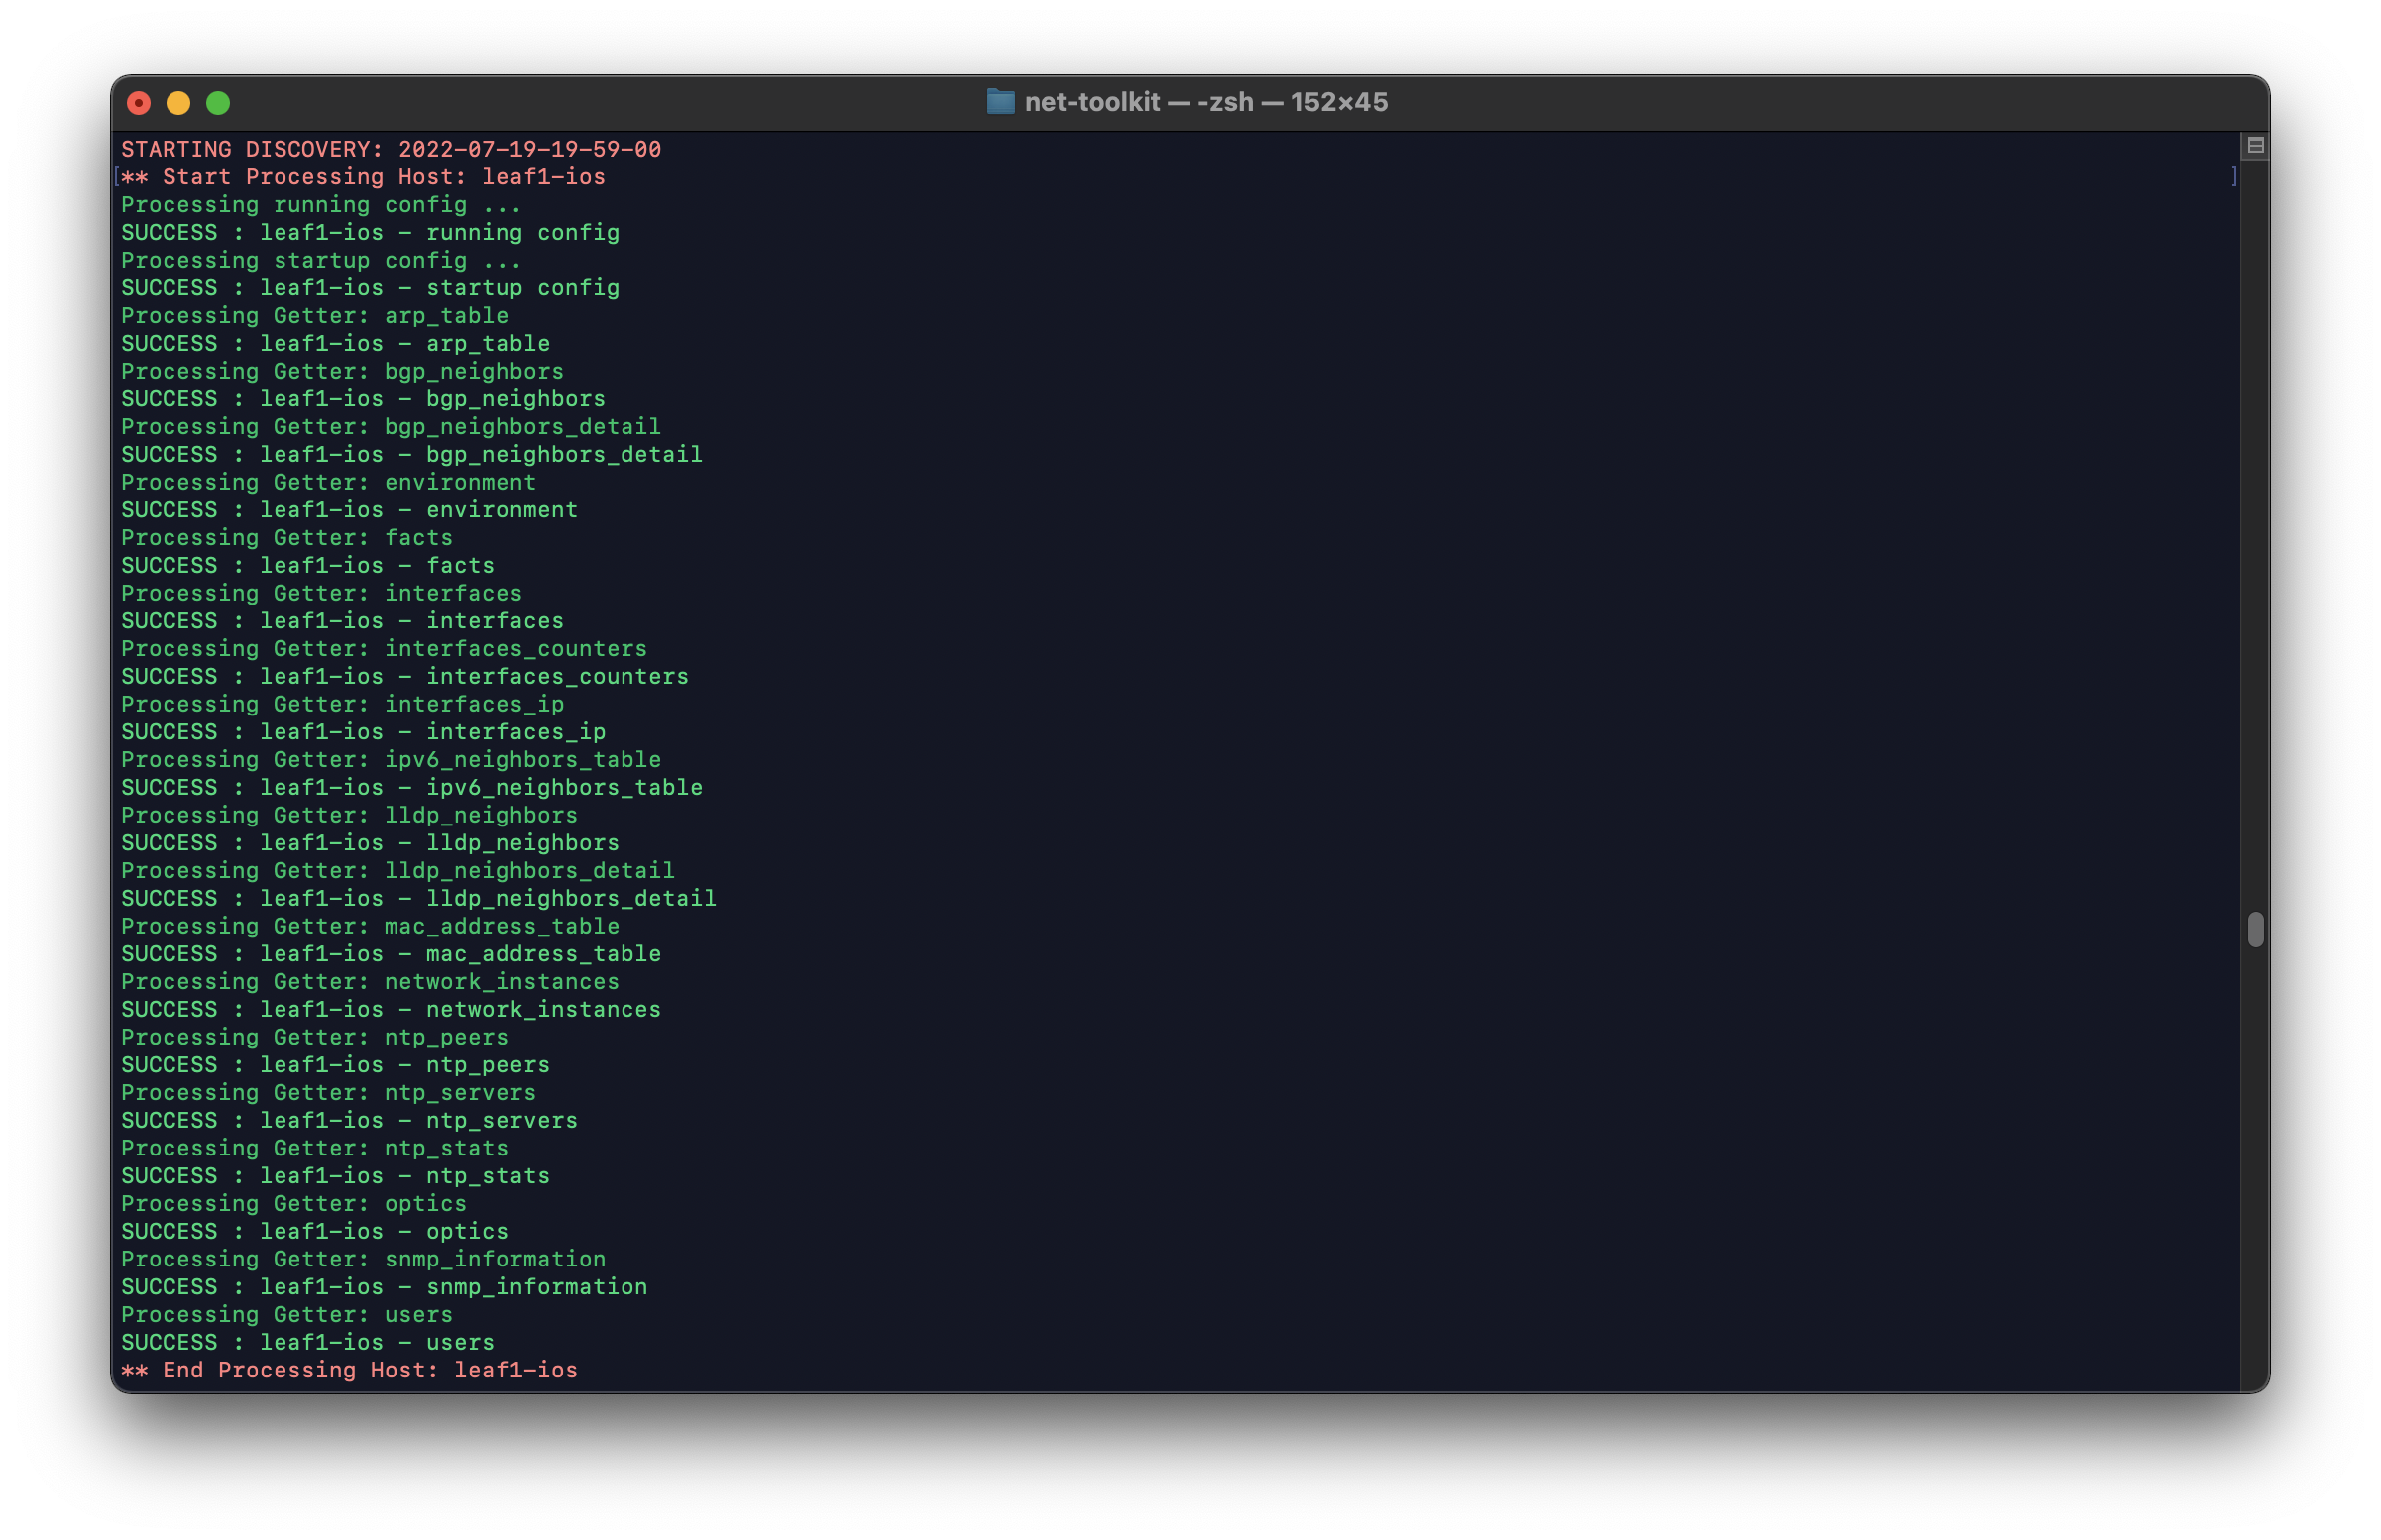 net-toolkit — -zsh — 152×45
STARTING DISCOVERY: 2022-07-19-19-59-00
[** Start Processing Host: leaf1-ios ]
Processing running config ...
SUCCESS : leaf1-ios - running config
Processing startup config ...
SUCCESS : leaf1-ios - startup config
Processing Getter: arp_table
SUCCESS : leaf1-ios - arp_table
Processing Getter: bgp_neighbors
SUCCESS : leaf1-ios - bgp_neighbors
Processing Getter: bgp_neighbors_detail
SUCCESS : leaf1-ios - bgp_neighbors_detail
Processing Getter: environment
SUCCESS : leaf1-ios - environment
Processing Getter: facts
SUCCESS : leaf1-ios - facts
Processing Getter: interfaces
SUCCESS : leaf1-ios - interfaces
Processing Getter: interfaces_counters
SUCCESS : leaf1-ios - interfaces_counters
Processing Getter: interfaces_ip
SUCCESS : leaf1-ios - interfaces_ip
Processing Getter: ipv6_neighbors_table
SUCCESS : leaf1-ios - ipv6_neighbors_table
Processing Getter: lldp_neighbors
SUCCESS : leaf1-ios - lldp_neighbors
Processing Getter: lldp_neighbors_detail
SUCCESS : leaf1-ios - lldp_neighbors_detail
Processing Getter: mac_address_table
SUCCESS : leaf1-ios - mac_address_table
Processing Getter: network_instances
SUCCESS : leaf1-ios - network_instances
Processing Getter: ntp_peers
SUCCESS : leaf1-ios - ntp_peers
Processing Getter: ntp_servers
SUCCESS : leaf1-ios - ntp_servers
Processing Getter: ntp_stats
SUCCESS : leaf1-ios - ntp_stats
Processing Getter: optics
SUCCESS : leaf1-ios - optics
Processing Getter: snmp_information
SUCCESS : leaf1-ios - snmp_information
Processing Getter: users
SUCCESS : leaf1-ios - users
** End Processing Host: leaf1-ios